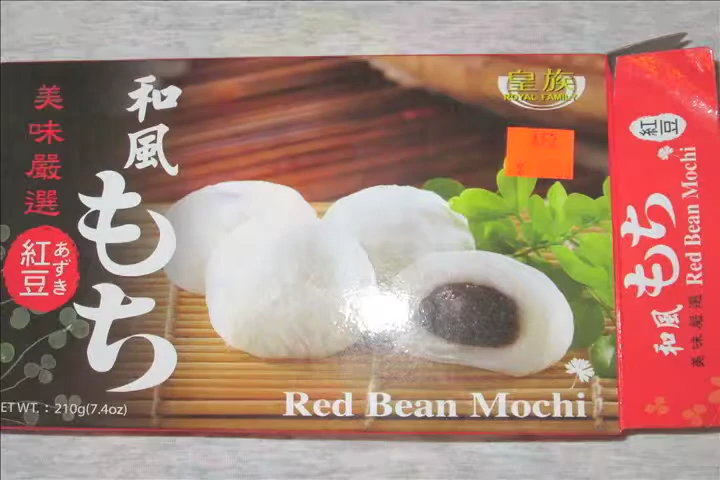 美味嚴選
あずき
紅豆
和風
もち
皇族
ROYAL FAMILY
Red Bean Mochi
ET WT. : 210g(7.4oz)
紅豆
和風もち
Red Bean Mochi
美味嚴選